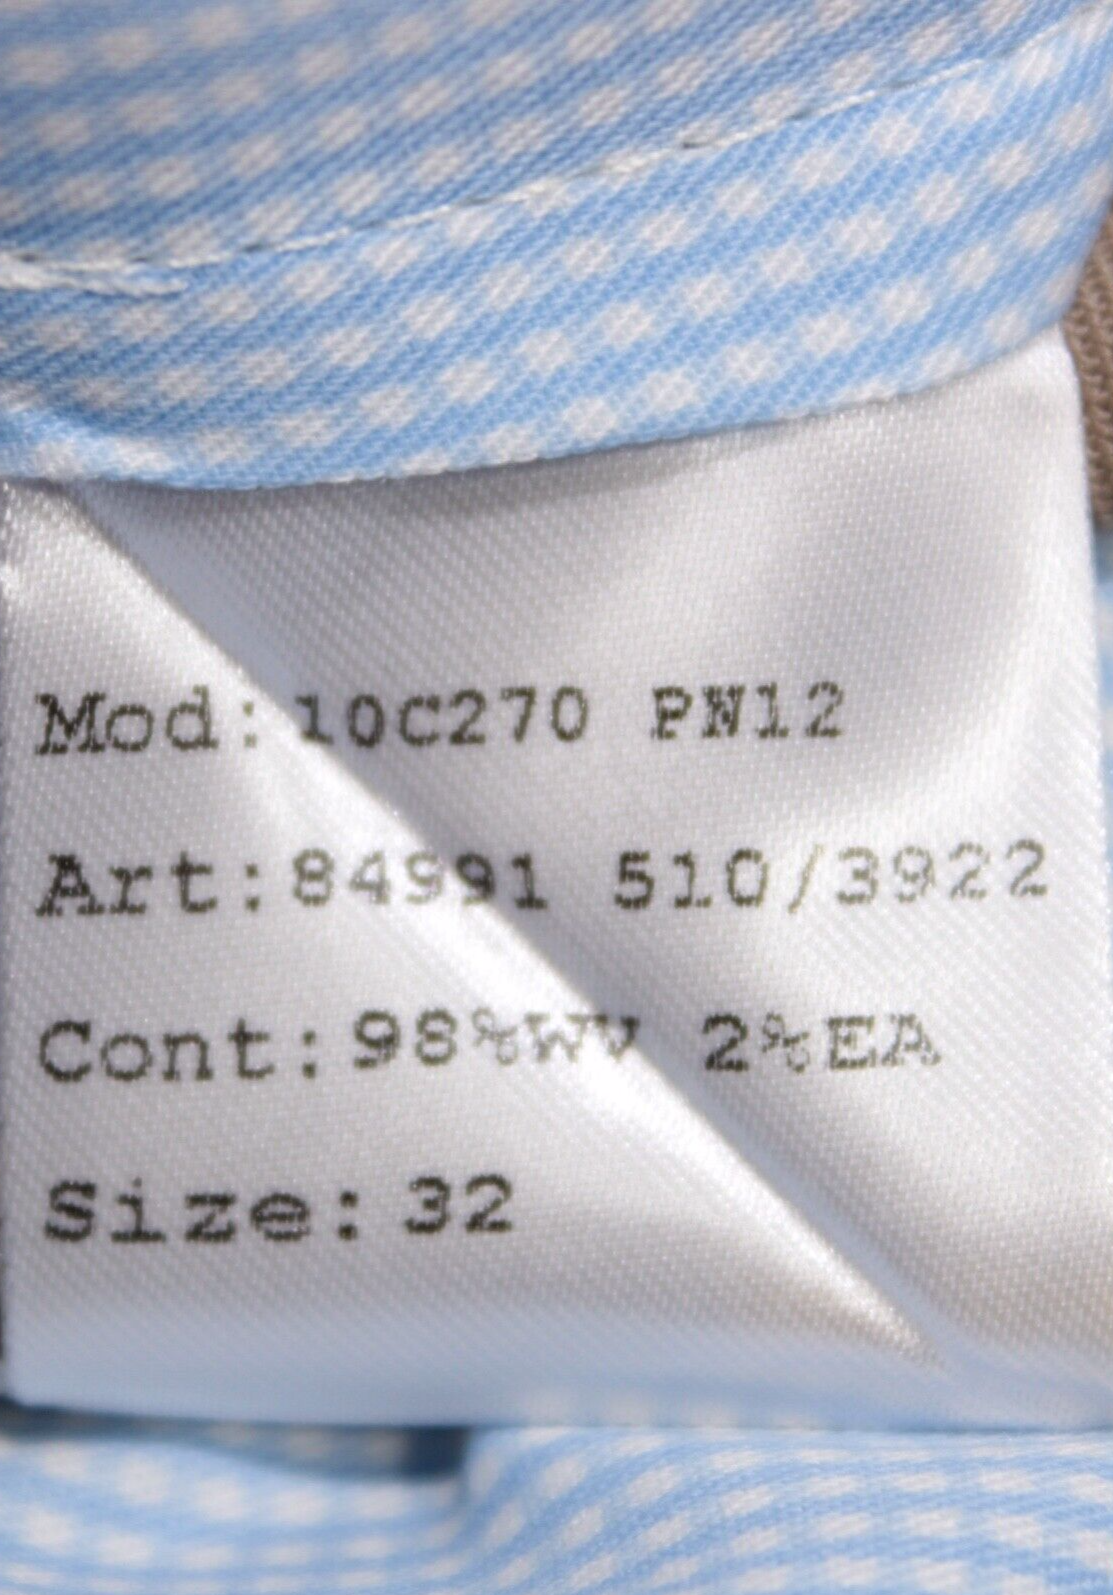 Mod: 10C270 PN12
Art: 84991 510/3922
Cont: 98%WV 2%EA
Size: 32